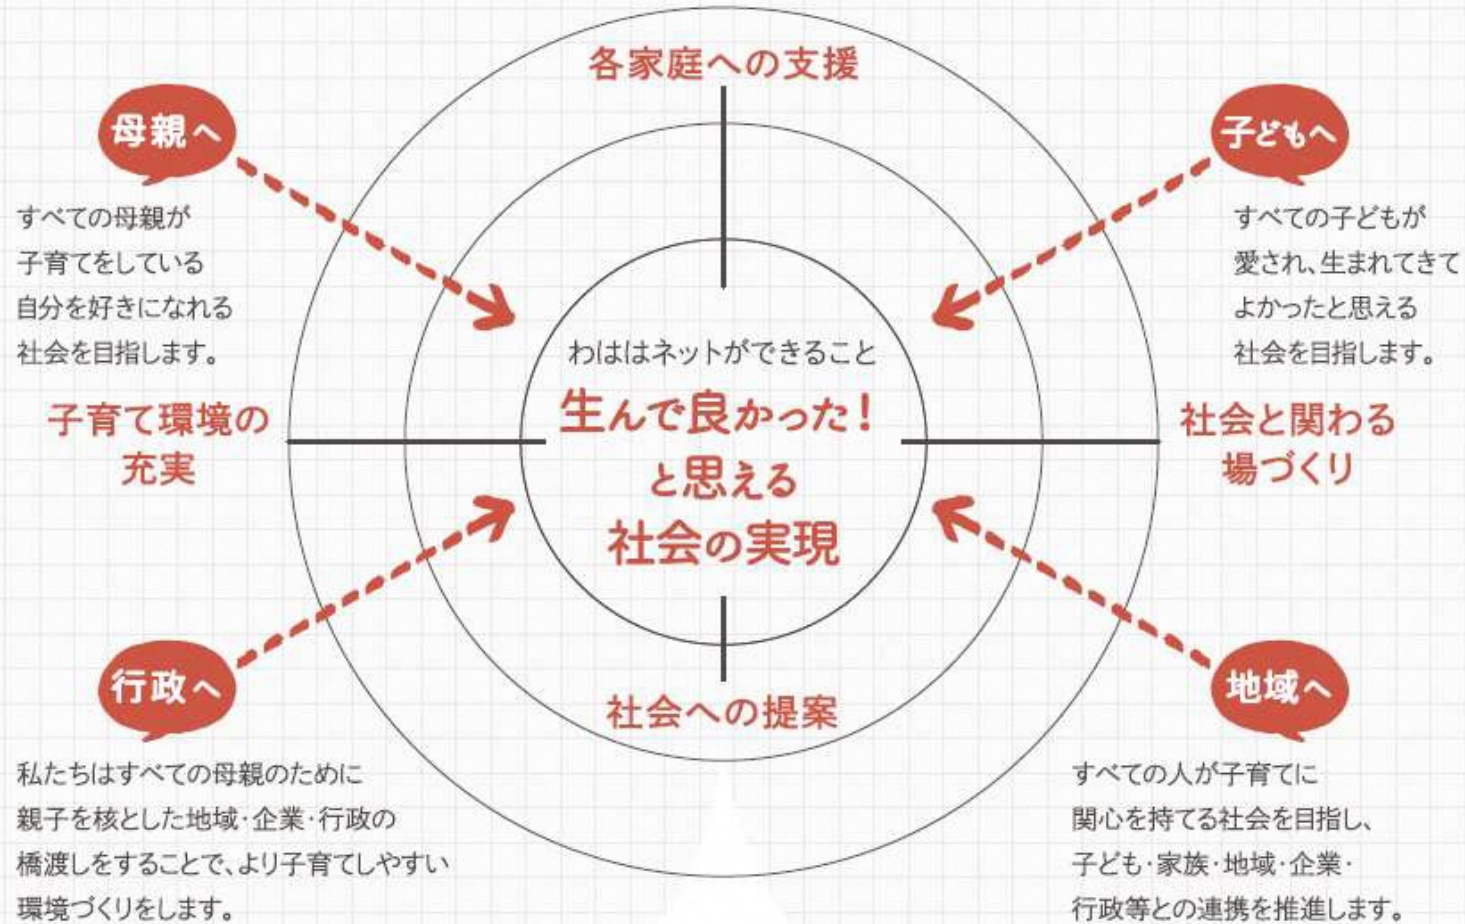 各家庭への支援
母親へ
すべての母親が
子育てをしている
自分を好きになれる
社会を目指します。
子どもへ
すべての子どもが
愛され、生まれてきて
よかったと思える
社会を目指します。
子育て環境の
充実
わははネットができること
生んで良かった!
と思える
社会の実現
社会と関わる
場づくり
社会への提案
行政へ
私たちはすべての母親のために
親子を核とした地域・企業・行政の
橋渡しをすることで、より子育てしやすい
環境づくりをします。
地域へ
すべての人が子育てに
関心を持てる社会を目指し、
子ども・家族・地域・企業・
行政等との連携を推進します。